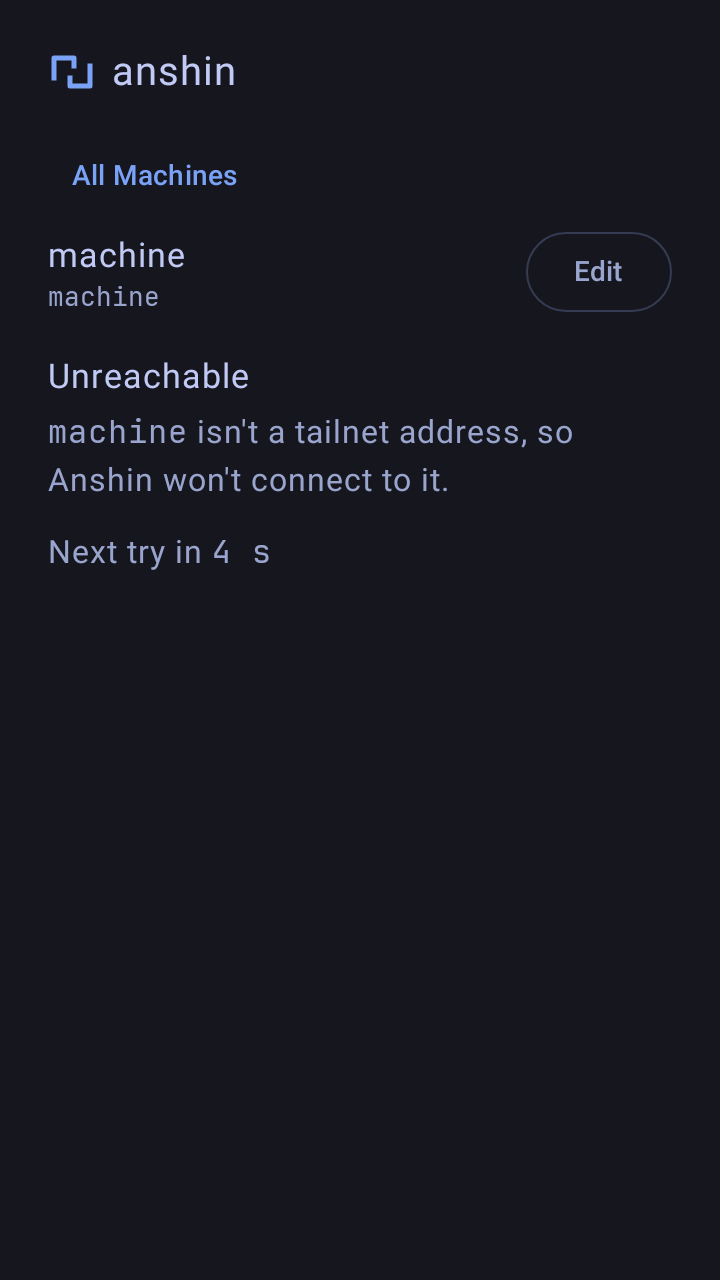 anshin
All Machines
machine
machine
Edit
Unreachable
machine isn't a tailnet address, so
Anshin won't connect to it.
Next try in 4 s